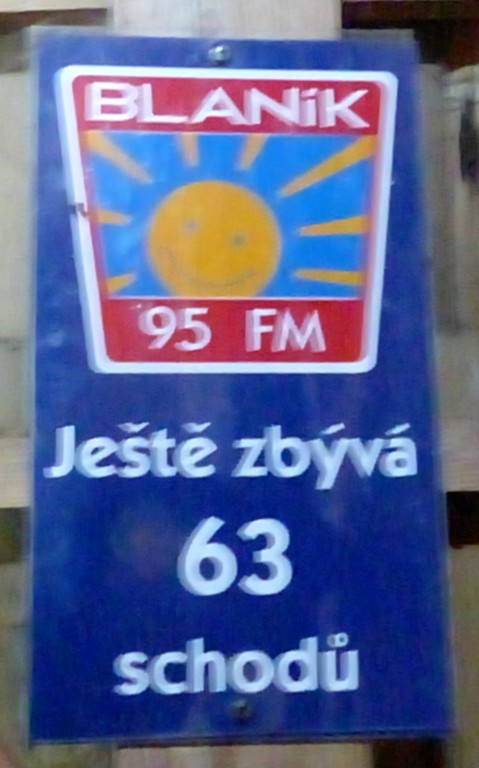 BLANíK
95 FM
Ještě zbývá
63
schodů